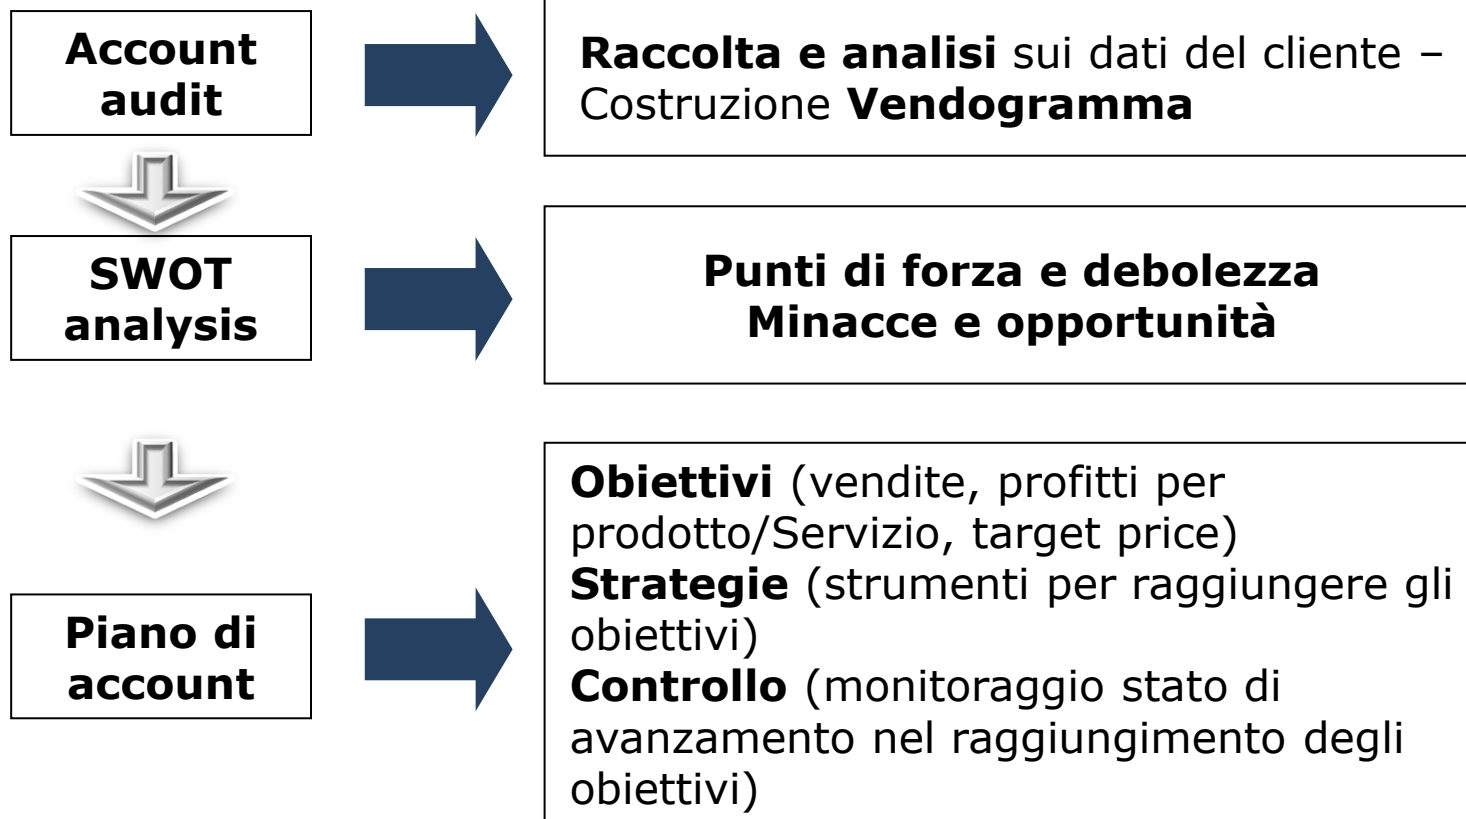 Account
audit
Raccolta e analisi sui dati del cliente –
Costruzione Vendogramma
SWOT
analysis
Punti di forza e debolezza
Minacce e opportunità
Piano di
account
Obiettivi (vendite, profitti per
prodotto/Servizio, target price)
Strategie (strumenti per raggiungere gli
obiettivi)
Controllo (monitoraggio stato di
avanzamento nel raggiungimento degli
obiettivi)